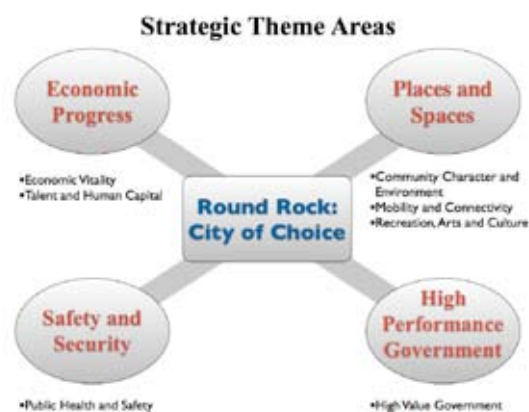 Strategic Theme Areas
Economic
Progress
Places and
Spaces
•Economic Vitality
•Talent and Human Capital
•Community Character and
Environment
•Mobility and Connectivity
•Recreation, Arts and Culture
Round Rock:
City of Choice
Safety and
Security
High
Performance
Government
•Public Health and Safety
•High Value Government